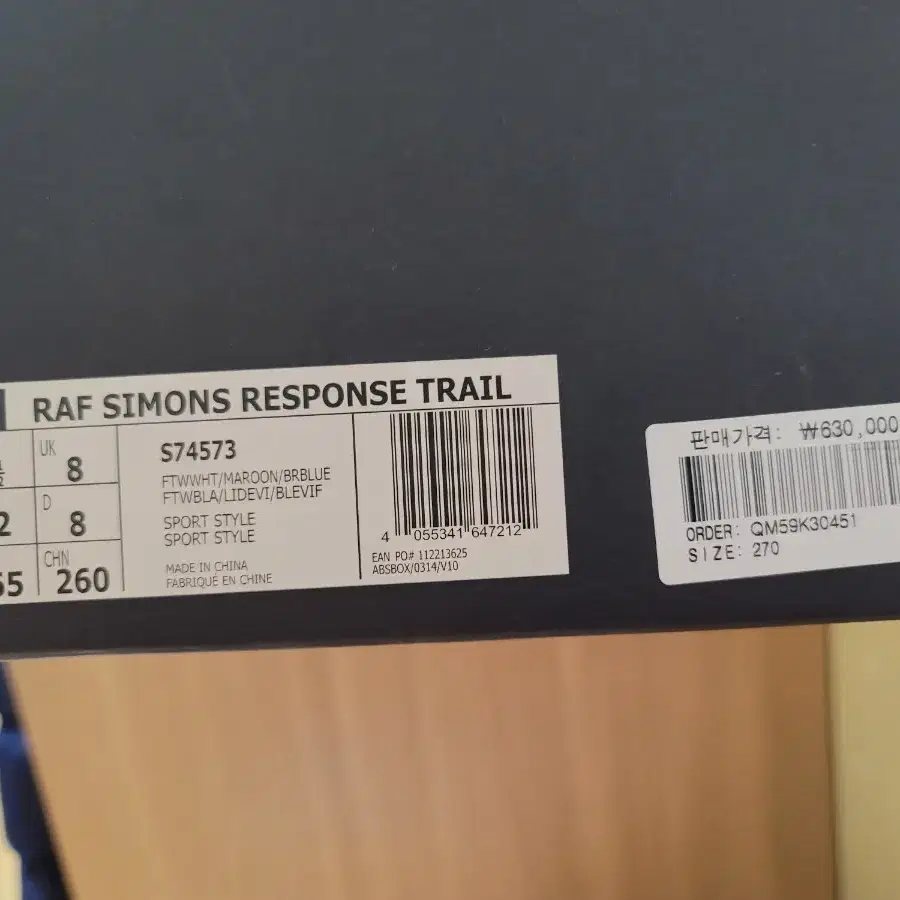 RAF SIMONS RESPONSE TRAIL
UK
8
D
8
CHN
260
S74573
FTWWHT/MAROON/BRBLUE
FTWBLA/LIDEVI/BLEVIF
SPORT STYLE
SPORT STYLE
MADE IN CHINA
FABRIQUÉ EN CHINE
4 055341 647212
EAN PO# 112213625
ABSBOX/0314/V10
판매가격: ₩630,000
ORDER: QM59K30451
SIZE: 270